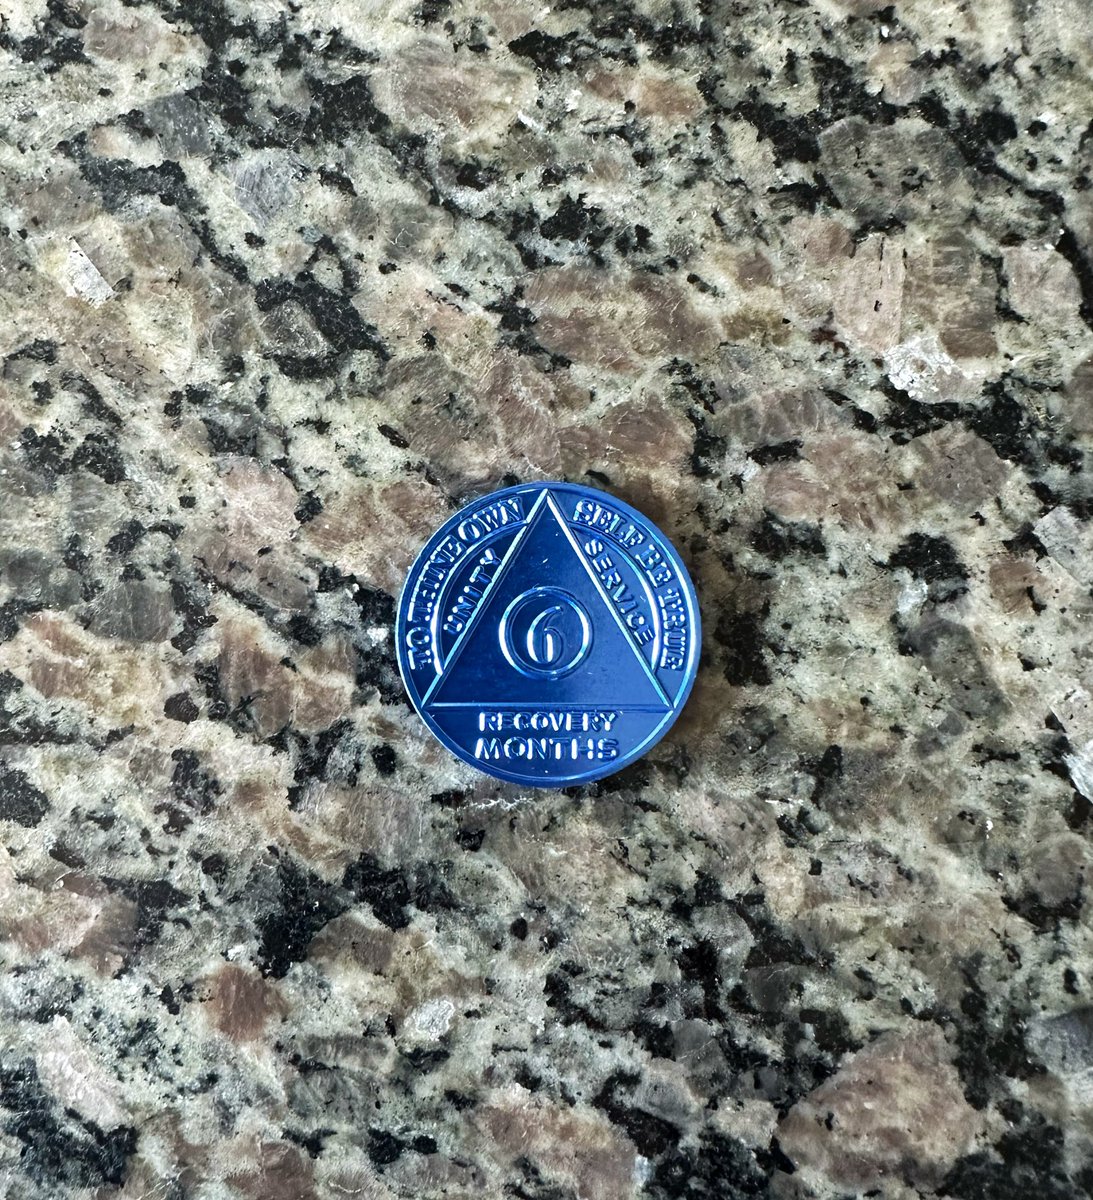 TO THINE OWN SELF BE TRUE
UNITY
SERVICE
6
RECOVERY
MONTHS